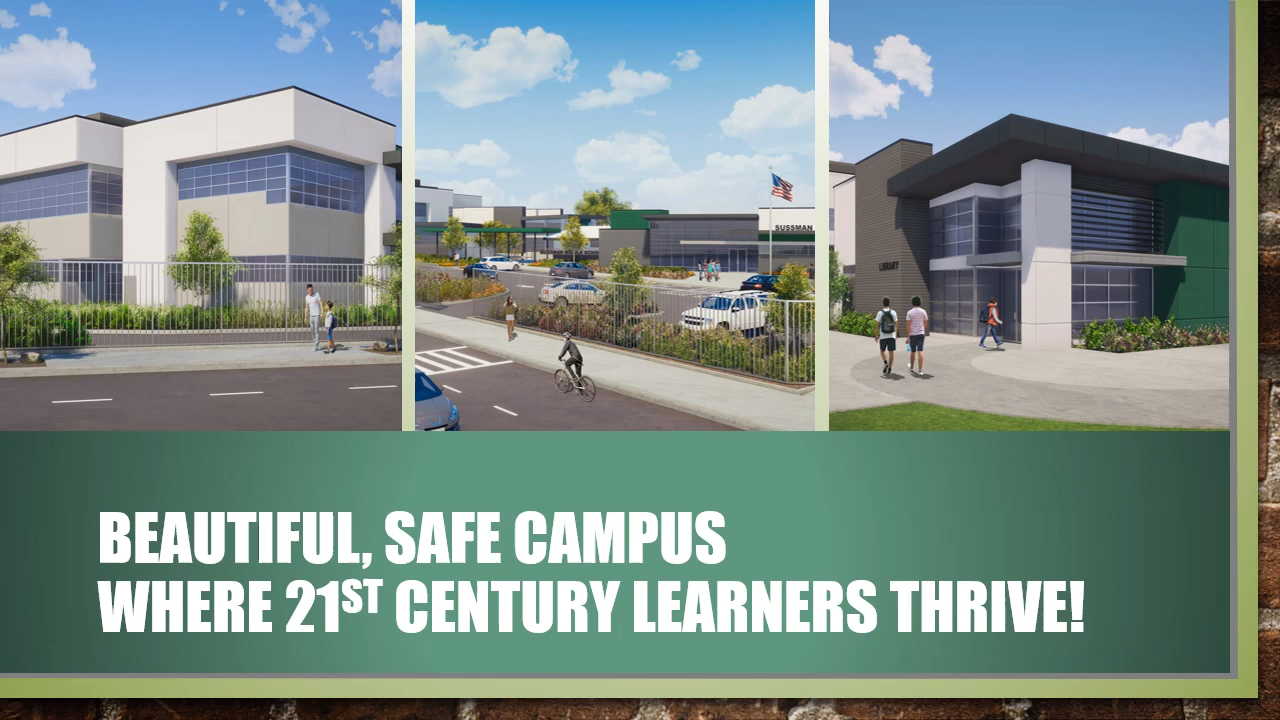 SUSSMAN
LIBRARY
BEAUTIFUL, SAFE CAMPUS
WHERE 21ST CENTURY LEARNERS THRIVE!